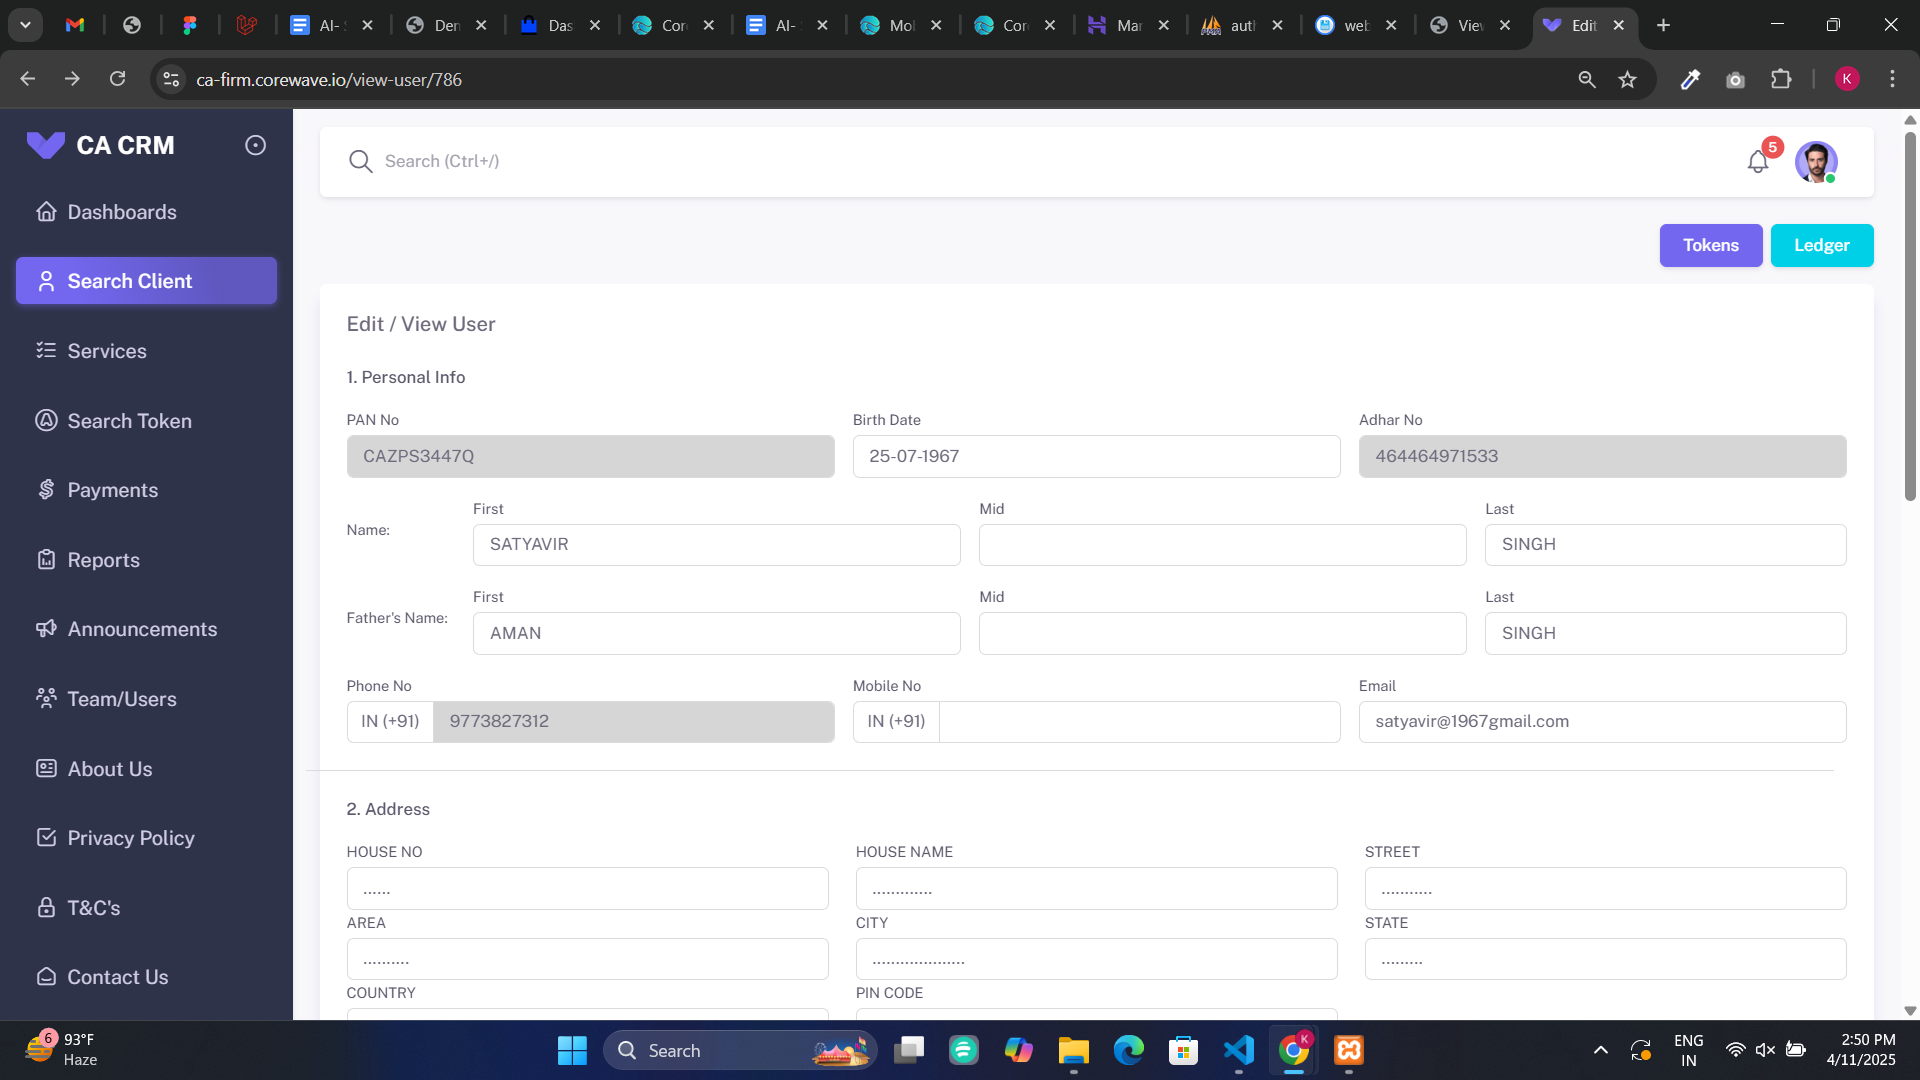 AI-
Den
Das
Cor
AI-
Mol
Cor
Mar
auth
web
Viev
Edit
ca-firm.corewave.io/view-user/786
K
CA CRM
Search (Ctrl+/)
5
Dashboards
Search Client
Services
Search Token
Payments
Reports
Announcements
Team/Users
About Us
Privacy Policy
T&C's
Contact Us
Tokens
Ledger
Edit / View User
1. Personal Info
PAN No
Birth Date
Adhar No
CAZPS3447Q
25-07-1967
464464971533
Name:
First
Mid
Last
SATYAVIR
SINGH
Father's Name:
First
Mid
Last
AMAN
SINGH
Phone No
Mobile No
Email
IN (+91)
9773827312
IN (+91)
satyavir@1967gmail.com
2. Address
HOUSE NO
HOUSE NAME
STREET
......
.............
...........
AREA
CITY
STATE
..........
....................
.........
COUNTRY
PIN CODE
6
93°F
Haze
Search
K
ENG
IN
2:50 PM
4/11/2025